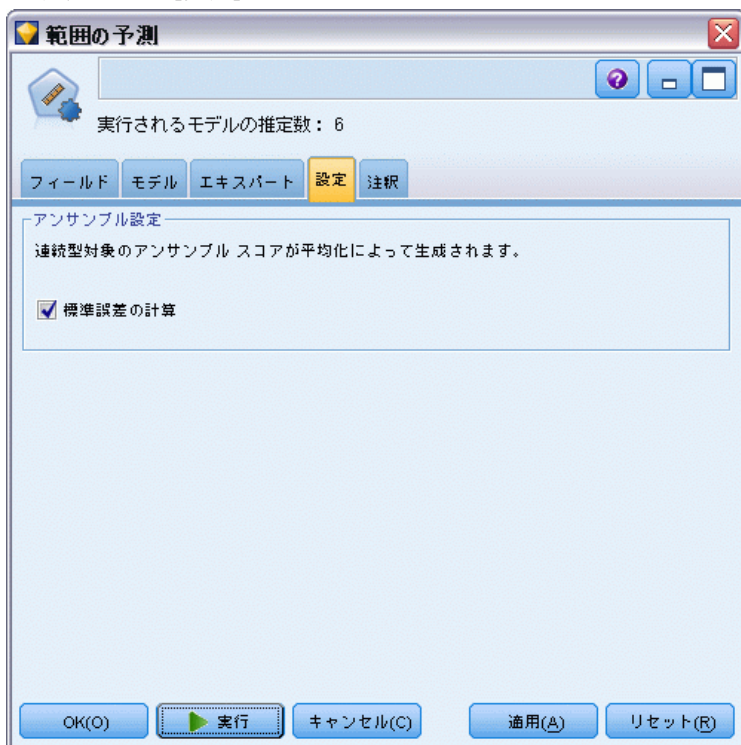 範囲の予測
実行されるモデルの推定数： 6
フィールド モデル エキスパート 設定 注釈
アンサンブル設定
連続型対象のアンサンブル スコアが平均化によって生成されます。
標準誤差の計算
OK(O) 実行 キャンセル(C) 適用(A) リセット(R)